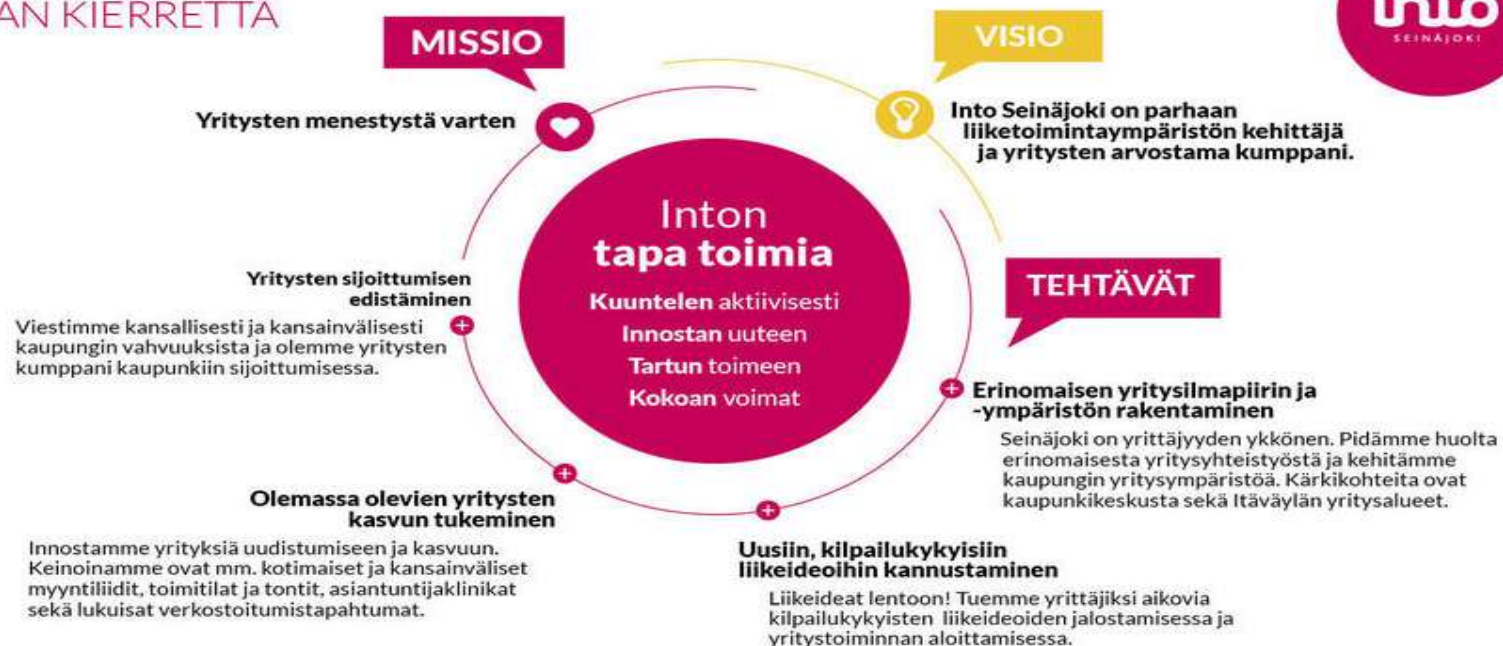 AN KIERRETTÄ
MISSIO
Yritysten menestystä varten
VISIO
Into Seinäjoki on parhaan
liiketoimintaympäristön kehittäjä
ja yritysten arvostama kumppani.
into
SEINÄJOKI
Inton
tapa toimia
Kuuntelen aktiivisesti
Innostan uuteen
Tartun toimeen
Kokoan voimat
TEHTÄVÄT
Erinomaisen yritysilmapiirin ja
-ympäristön rakentaminen
Seinäjoki on yrittäjyyden ykkönen. Pidämme huolta
erinomaisesta yritysyhteistyöstä ja kehitämme
kaupungin yritysympäristöä. Kärkikohteita ovat
kaupunkikeskusta sekä Itäväylän yritysalueet.
Uusiin, kilpailukykyisiin
liikeideoihin kannustaminen
Liikeideat lentoon! Tuemme yrittäjiksi aikovia
kilpailukykyisten liikeideoiden jalostamisessa ja
yritystoiminnan aloittamisessa.
Olemassa olevien yritysten
kasvun tukeminen
Innostamme yrityksiä uudistumiseen ja kasvuun.
Keinoinamme ovat mm. kotimaiset ja kansainväliset
myyntiliidit, toimitilat ja tontit, asiantuntijaklinikat
sekä lukuisat verkostoitumistapahtumat.
Yritysten sijoittumisen
edistäminen
Viestimme kansallisesti ja kansainvälisesti
kaupungin vahvuuksista ja olemme yritysten
kumppani kaupunkiin sijoittumisessa.